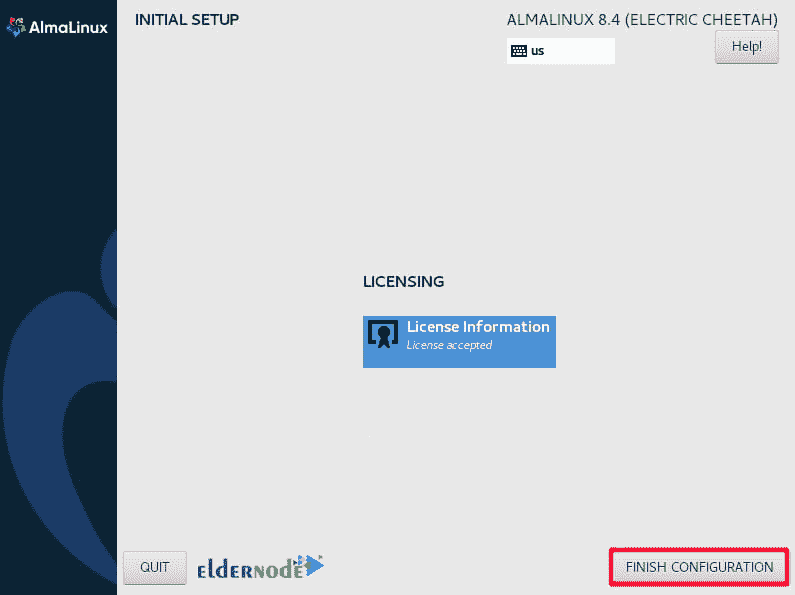 AlmaLinux
INITIAL SETUP
ALMALINUX 8.4 (ELECTRIC CHEETAH)
us
Help!
LICENSING
License Information
License accepted
QUIT
eldernode
FINISH CONFIGURATION